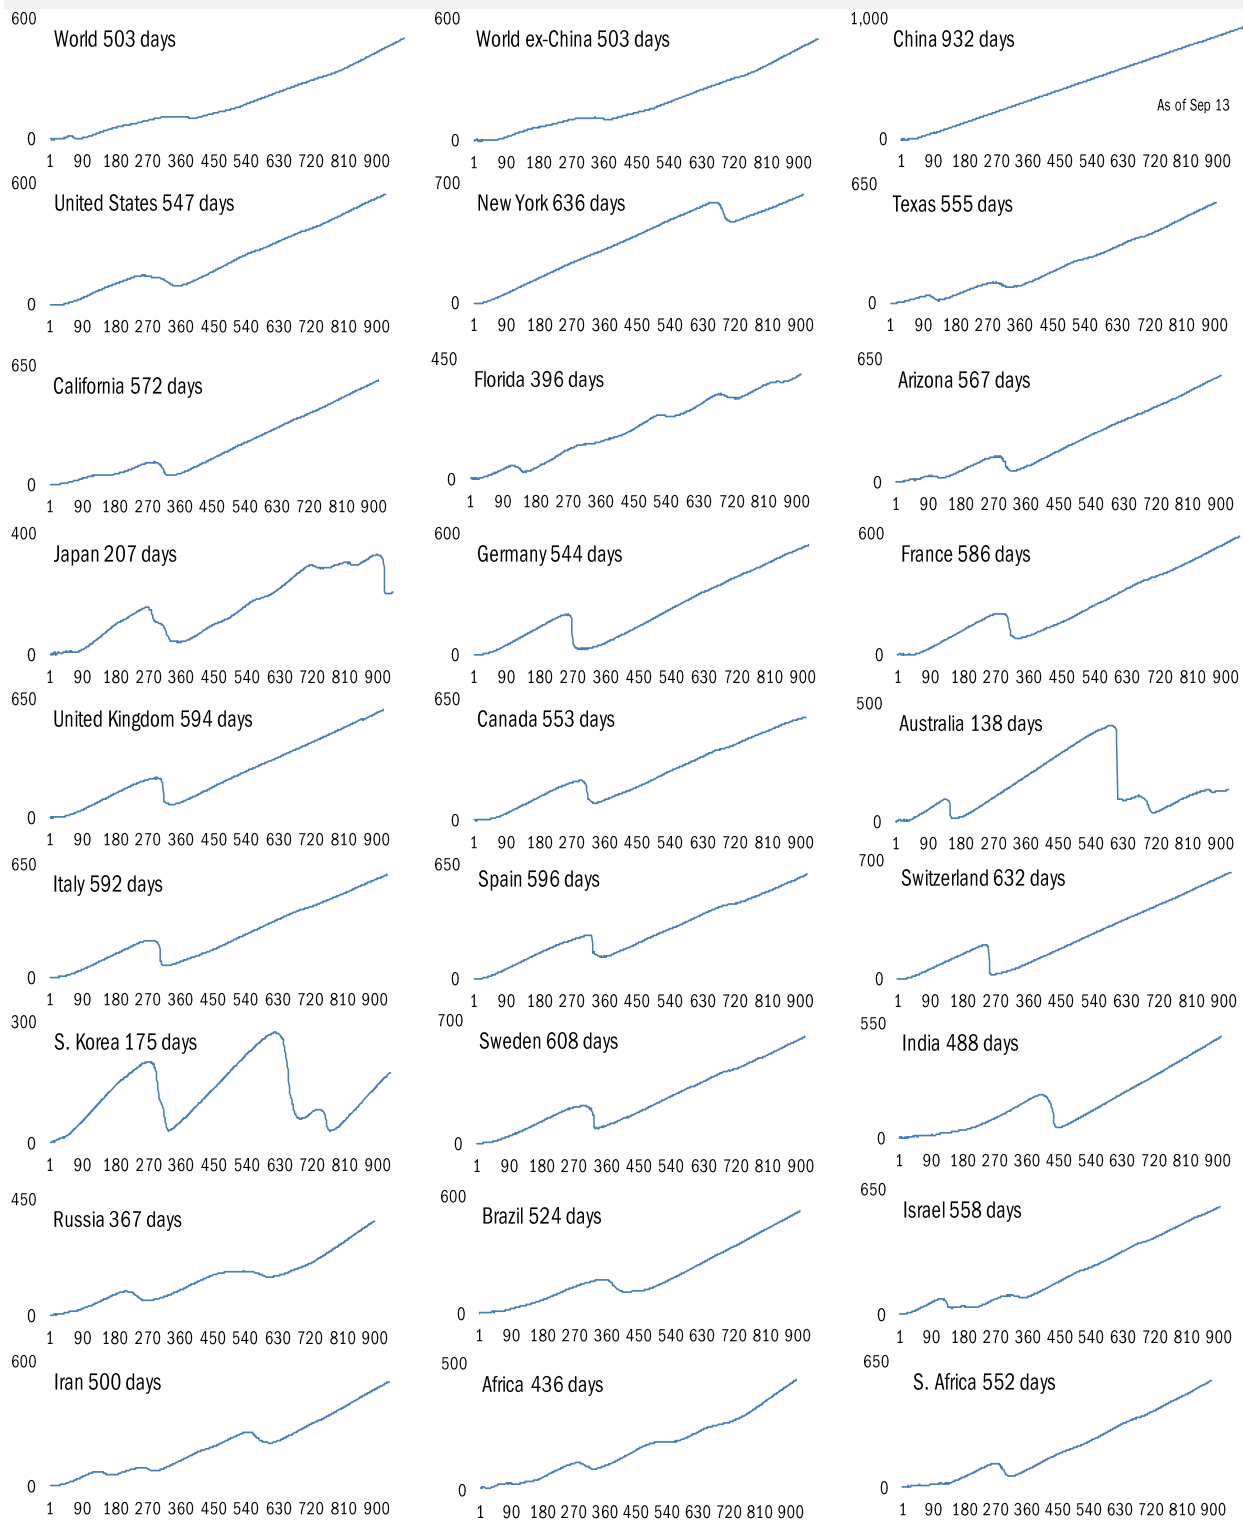 600
World 503 days
0
1 90 180 270 360 450 540 630 720 810 900
600
World ex-China 503 days
0
1 90 180 270 360 450 540 630 720 810 900
1,000
China 932 days
As of Sep 13
0
1 90 180 270 360 450 540 630 720 810 900
600
United States 547 days
0
1 90 180 270 360 450 540 630 720 810 900
700
New York 636 days
0
1 90 180 270 360 450 540 630 720 810 900
650
Texas 555 days
0
1 90 180 270 360 450 540 630 720 810 900
650
California 572 days
0
1 90 180 270 360 450 540 630 720 810 900
450
Florida 396 days
0
1 90 180 270 360 450 540 630 720 810 900
650
Arizona 567 days
0
1 90 180 270 360 450 540 630 720 810 900
400
Japan 207 days
0
1 90 180 270 360 450 540 630 720 810 900
600
Germany 544 days
0
1 90 180 270 360 450 540 630 720 810 900
600
France 586 days
0
1 90 180 270 360 450 540 630 720 810 900
650
United Kingdom 594 days
0
1 90 180 270 360 450 540 630 720 810 900
650
Canada 553 days
0
1 90 180 270 360 450 540 630 720 810 900
500
Australia 138 days
0
1 90 180 270 360 450 540 630 720 810 900
650
Italy 592 days
0
1 90 180 270 360 450 540 630 720 810 900
650
Spain 596 days
0
1 90 180 270 360 450 540 630 720 810 900
700
Switzerland 632 days
0
1 90 180 270 360 450 540 630 720 810 900
300
S. Korea 175 days
0
1 90 180 270 360 450 540 630 720 810 900
700
Sweden 608 days
0
1 90 180 270 360 450 540 630 720 810 900
550
India 488 days
0
1 90 180 270 360 450 540 630 720 810 900
450
Russia 367 days
0
1 90 180 270 360 450 540 630 720 810 900
600
Brazil 524 days
0
1 90 180 270 360 450 540 630 720 810 900
650
Israel 558 days
0
1 90 180 270 360 450 540 630 720 810 900
600
Iran 500 days
0
1 90 180 270 360 450 540 630 720 810 900
500
Africa 436 days
0
1 90 180 270 360 450 540 630 720 810 900
650
S. Africa 552 days
0
1 90 180 270 360 450 540 630 720 810 900